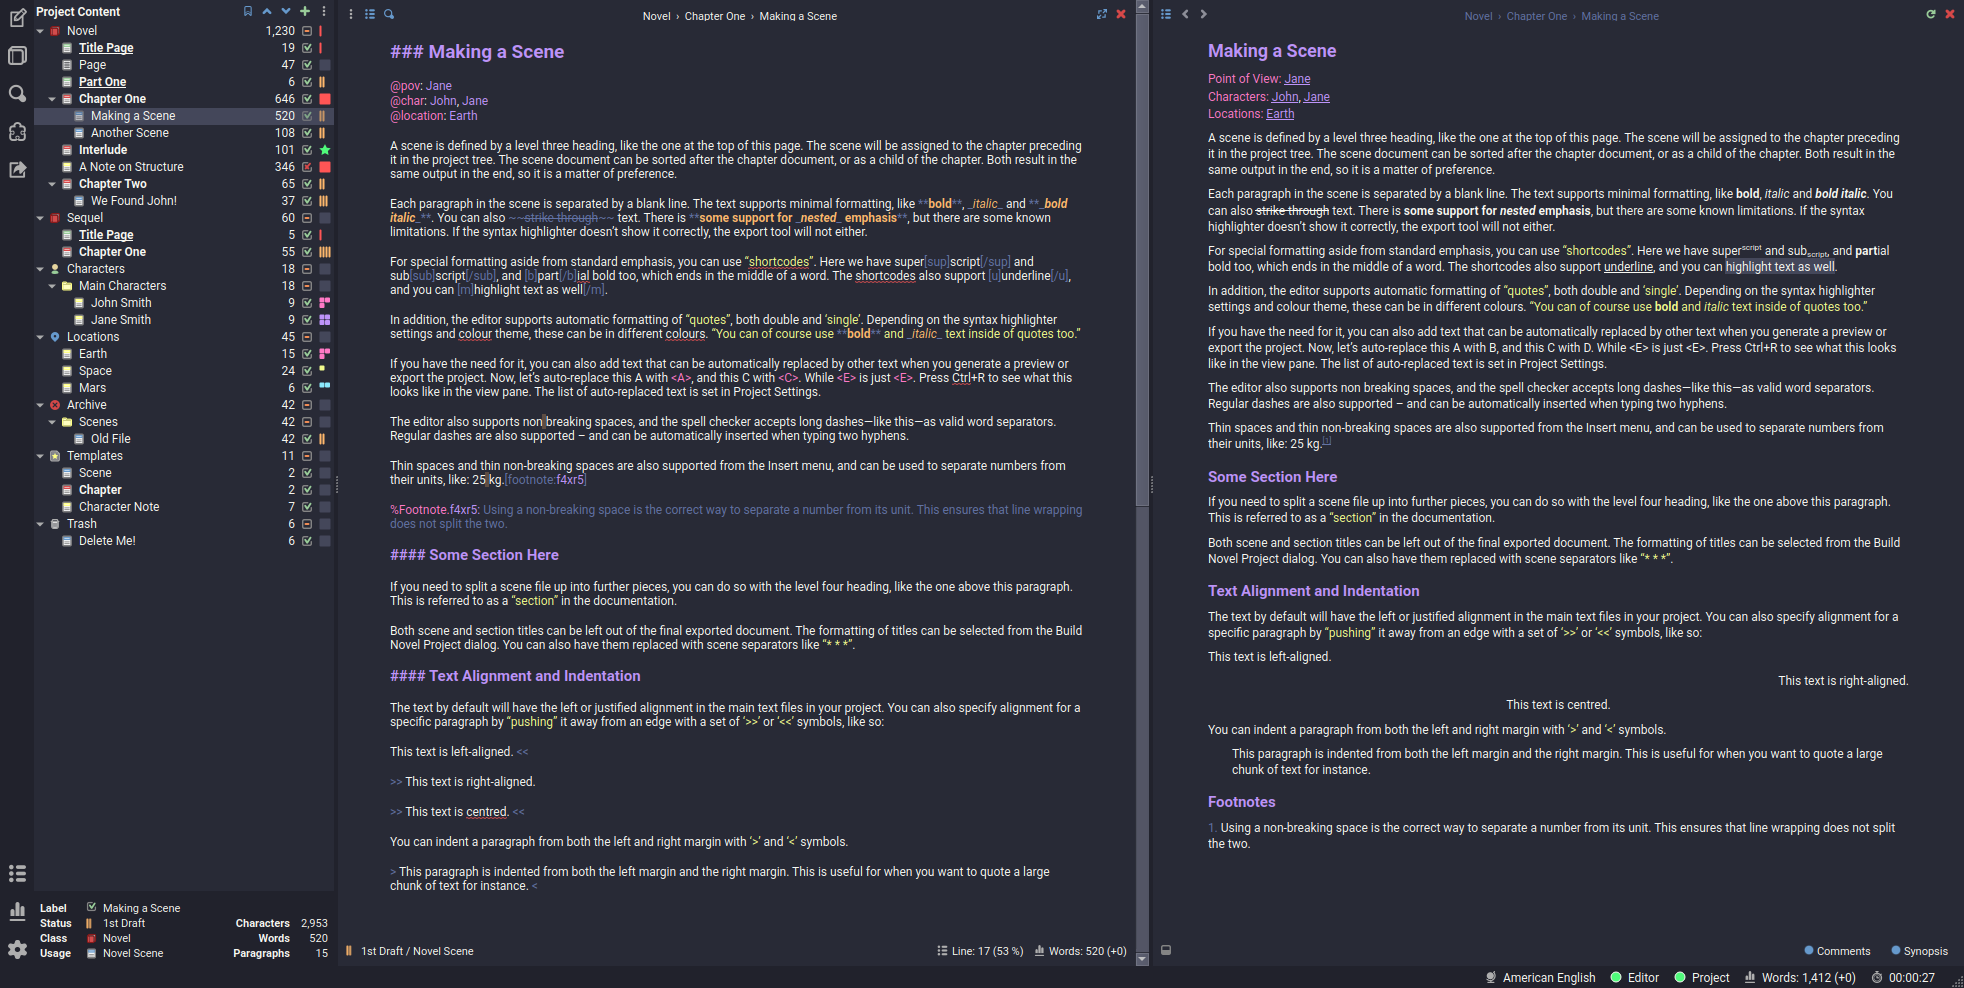 Project Content
Novel 1,230
Title Page 19
Page 47
Part One 6
Chapter One 646
Making a Scene 520
Another Scene 108
Interlude 101
A Note on Structure 346
Chapter Two 65
We Found John! 37
Sequel 60
Title Page 5
Chapter One 55
Characters 18
Main Characters 18
John Smith 9
Jane Smith 9
Locations 45
Earth 15
Space 24
Mars 6
Archive 42
Scenes 42
Old File 42
Templates 11
Scene 2
Chapter 2
Character Note 7
Trash 6
Delete Me! 6
Label Making a Scene
Status 1st Draft Characters 2,953
Class Novel Words 520
Usage Novel Scene Paragraphs 15
Novel › Chapter One › Making a Scene
### Making a Scene
@pov: Jane
@char: John, Jane
@location: Earth
A scene is defined by a level three heading, like the one at the top of this page. The scene will be assigned to the chapter preceding
it in the project tree. The scene document can be sorted after the chapter document, or as a child of the chapter. Both result in the
same output in the end, so it is a matter of preference.
Each paragraph in the scene is separated by a blank line. The text supports minimal formatting, like **bold**, _italic_ and **_bold
italic_**. You can also ~~strike through~~ text. There is **some support for _nested_ emphasis**, but there are some known
limitations. If the syntax highlighter doesn’t show it correctly, the export tool will not either.
For special formatting aside from standard emphasis, you can use “shortcodes”. Here we have super[sup]script[/sup] and
sub[sub]script[/sub], and [b]part[/b]ial bold too, which ends in the middle of a word. The shortcodes also support [u]underline[/u],
and you can [m]highlight text as well[/m].
In addition, the editor supports automatic formatting of “quotes”, both double and ‘single’. Depending on the syntax highlighter
settings and colour theme, these can be in different colours. “You can of course use **bold** and _italic_ text inside of quotes too.”
If you have the need for it, you can also add text that can be automatically replaced by other text when you generate a preview or
export the project. Now, let’s auto-replace this A with <A>, and this C with <C>. While <E> is just <E>. Press Ctrl+R to see what this
looks like in the view pane. The list of auto-replaced text is set in Project Settings.
The editor also supports non breaking spaces, and the spell checker accepts long dashes—like this—as valid word separators.
Regular dashes are also supported – and can be automatically inserted when typing two hyphens.
Thin spaces and thin non-breaking spaces are also supported from the Insert menu, and can be used to separate numbers from
their units, like: 25 kg.[footnote:f4xr5]
%Footnote.f4xr5: Using a non-breaking space is the correct way to separate a number from its unit. This ensures that line wrapping
does not split the two.
#### Some Section Here
If you need to split a scene file up into further pieces, you can do so with the level four heading, like the one above this paragraph.
This is referred to as a “section” in the documentation.
Both scene and section titles can be left out of the final exported document. The formatting of titles can be selected from the Build
Novel Project dialog. You can also have them replaced with scene separators like “* * *”.
#### Text Alignment and Indentation
The text by default will have the left or justified alignment in the main text files in your project. You can also specify alignment for a
specific paragraph by “pushing” it away from an edge with a set of ‘>>’ or ‘<<’ symbols, like so:
This text is left-aligned. <<
>> This text is right-aligned.
>> This text is centred. <<
You can indent a paragraph from both the left and right margin with ‘>’ and ‘<’ symbols.
> This paragraph is indented from both the left margin and the right margin. This is useful for when you want to quote a large
chunk of text for instance. <
1st Draft / Novel Scene Line: 17 (53 %) Words: 520 (+0)
Novel › Chapter One › Making a Scene
Making a Scene
Point of View: Jane
Characters: John, Jane
Locations: Earth
A scene is defined by a level three heading, like the one at the top of this page. The scene will be assigned to the chapter preceding
it in the project tree. The scene document can be sorted after the chapter document, or as a child of the chapter. Both result in the
same output in the end, so it is a matter of preference.
Each paragraph in the scene is separated by a blank line. The text supports minimal formatting, like bold, italic and bold italic. You
can also strike through text. There is some support for nested emphasis, but there are some known limitations. If the syntax
highlighter doesn’t show it correctly, the export tool will not either.
For special formatting aside from standard emphasis, you can use “shortcodes”. Here we have superscript and subscript, and partial
bold too, which ends in the middle of a word. The shortcodes also support underline, and you can highlight text as well.
In addition, the editor supports automatic formatting of “quotes”, both double and ‘single’. Depending on the syntax highlighter
settings and colour theme, these can be in different colours. “You can of course use bold and italic text inside of quotes too.”
If you have the need for it, you can also add text that can be automatically replaced by other text when you generate a preview or
export the project. Now, let’s auto-replace this A with B, and this C with D. While <E> is just <E>. Press Ctrl+R to see what this looks
like in the view pane. The list of auto-replaced text is set in Project Settings.
The editor also supports non breaking spaces, and the spell checker accepts long dashes—like this—as valid word separators.
Regular dashes are also supported – and can be automatically inserted when typing two hyphens.
Thin spaces and thin non-breaking spaces are also supported from the Insert menu, and can be used to separate numbers from
their units, like: 25 kg.[1]
Some Section Here
If you need to split a scene file up into further pieces, you can do so with the level four heading, like the one above this paragraph.
This is referred to as a “section” in the documentation.
Both scene and section titles can be left out of the final exported document. The formatting of titles can be selected from the Build
Novel Project dialog. You can also have them replaced with scene separators like “* * *”.
Text Alignment and Indentation
The text by default will have the left or justified alignment in the main text files in your project. You can also specify alignment for a
specific paragraph by “pushing” it away from an edge with a set of ‘>>’ or ‘<<’ symbols, like so:
This text is left-aligned.
This text is right-aligned.
This text is centred.
You can indent a paragraph from both the left and right margin with ‘>’ and ‘<’ symbols.
This paragraph is indented from both the left margin and the right margin. This is useful for when you want to quote a large
chunk of text for instance.
Footnotes
1. Using a non-breaking space is the correct way to separate a number from its unit. This ensures that line wrapping does not split
the two.
Comments Synopsis
American English Editor Project Words: 1,412 (+0) 00:00:27